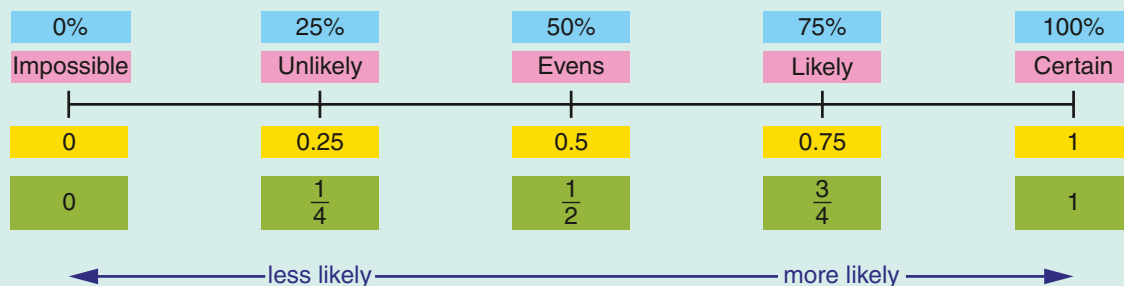 0% 25% 50% 75% 100%
Impossible Unlikely Evens Likely Certain
0 0.25 0.5 0.75 1
0 1/4 1/2 3/4 1
less likely more likely